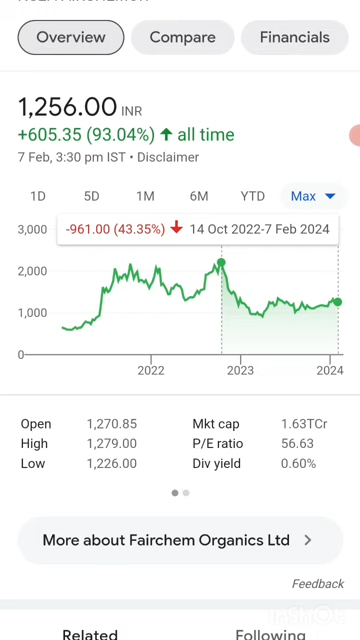 Overview
Compare
Financials
1,256.00 INR
+605.35 (93.04%) ↑ all time
7 Feb, 3:30 pm IST • Disclaimer
1D 5D 1M 6M YTD Max
-961.00 (43.35%) ↓ 14 Oct 2022-7 Feb 2024
3,000
2,000
1,000
0
2022 2023 2024
Open 1,270.85 Mkt cap 1.63TCr
High 1,279.00 P/E ratio 56.63
Low 1,226.00 Div yield 0.60%
More about Fairchem Organics Ltd >
Feedback
Related Following